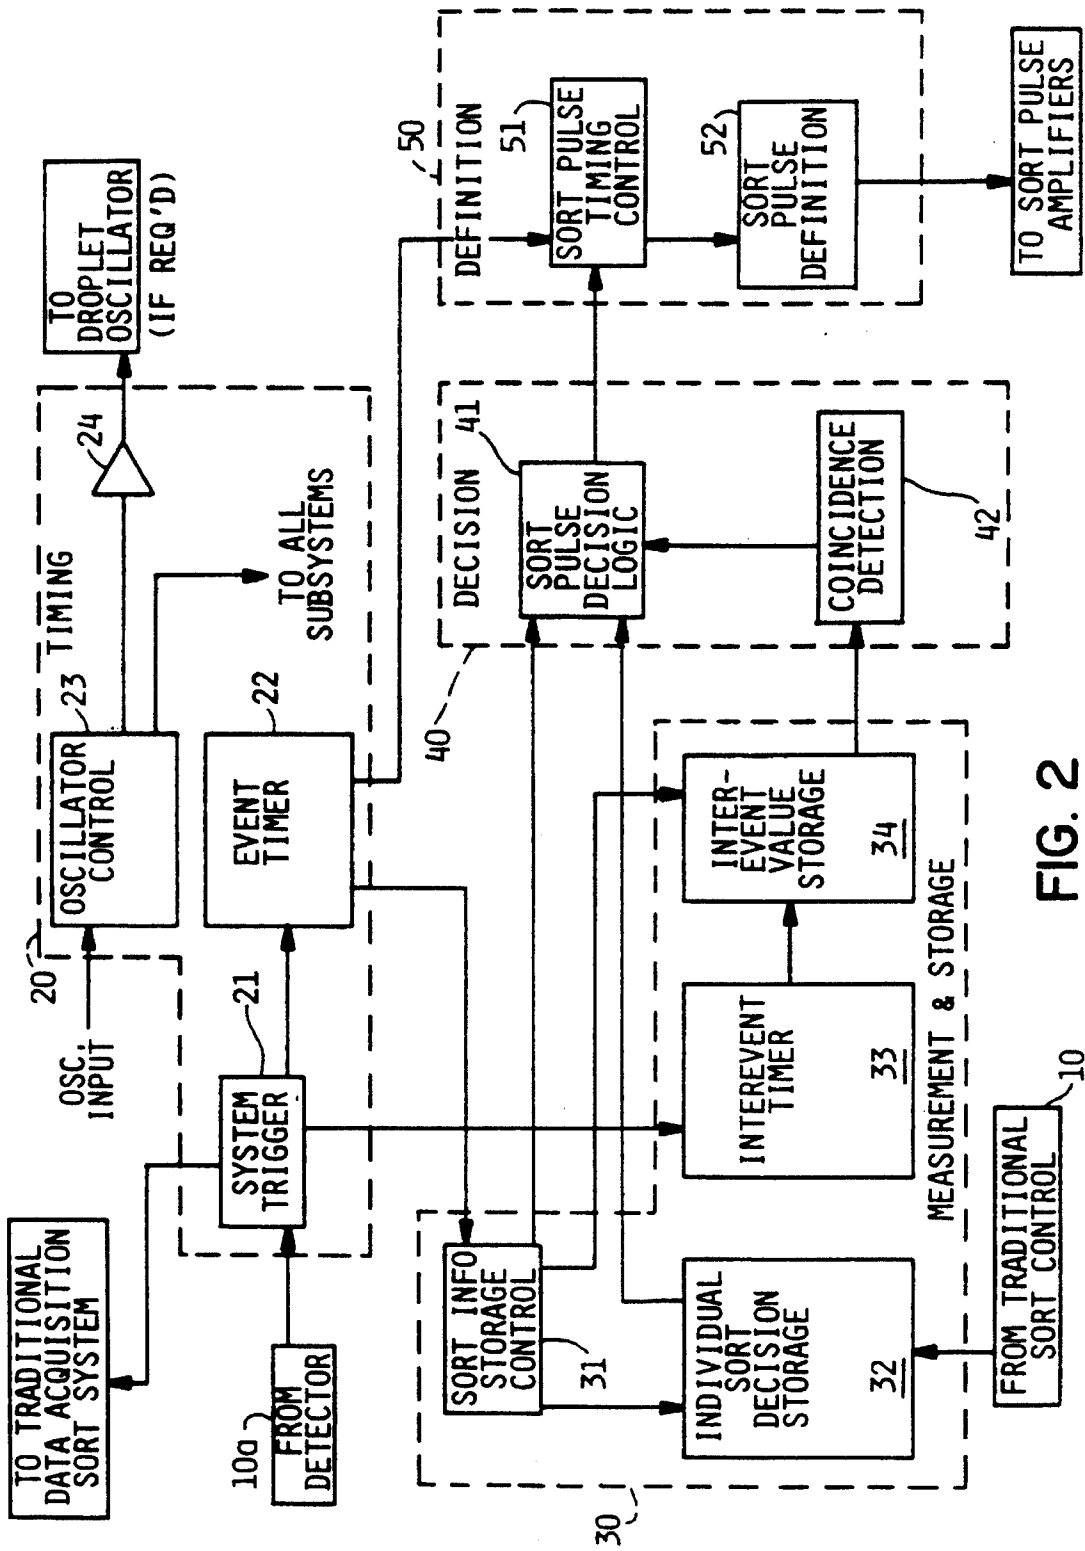 TO TRADITIONAL
DATA ACQUISITION
SORT SYSTEM
OSC.
INPUT
20
TIMING
OSCILLATOR
CONTROL
23
24
TO
DROPLET
OSCILLATOR
(IF REQ'D)
TO ALL
SUBSYSTEMS
10a
FROM
DETECTOR
SYSTEM
TRIGGER
21
EVENT
TIMER
22
30
SORT INFO
STORAGE
CONTROL
31
INDIVIDUAL
SORT
DECISION
STORAGE
32
INTEREVENT
TIMER
33
INTER-
EVENT
VALUE
STORAGE
34
MEASUREMENT & STORAGE
FROM TRADITIONAL
SORT CONTROL
10
40
DECISION
41
SORT
PULSE
DECISION
LOGIC
COINCIDENCE
DETECTION
42
50
DEFINITION
51
SORT PULSE
TIMING
CONTROL
52
SORT
PULSE
DEFINITION
TO SORT PULSE
AMPLIFIERS
FIG. 2